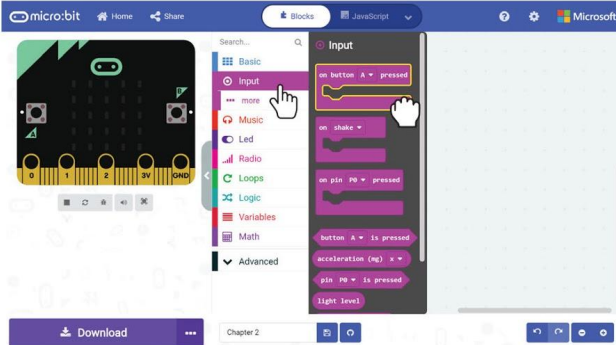 micro:bit Home Share Blocks JavaScript Microsof
Search... Input
Basic
Input
more
Music
Led
Radio
Loops
Logic
Variables
Math
Advanced
on button A pressed
on shake
on pin P0 pressed
button A is pressed
acceleration (mg) x
pin P0 is pressed
light level
B
A
0 1 2 3V GND
Download ... Chapter 2